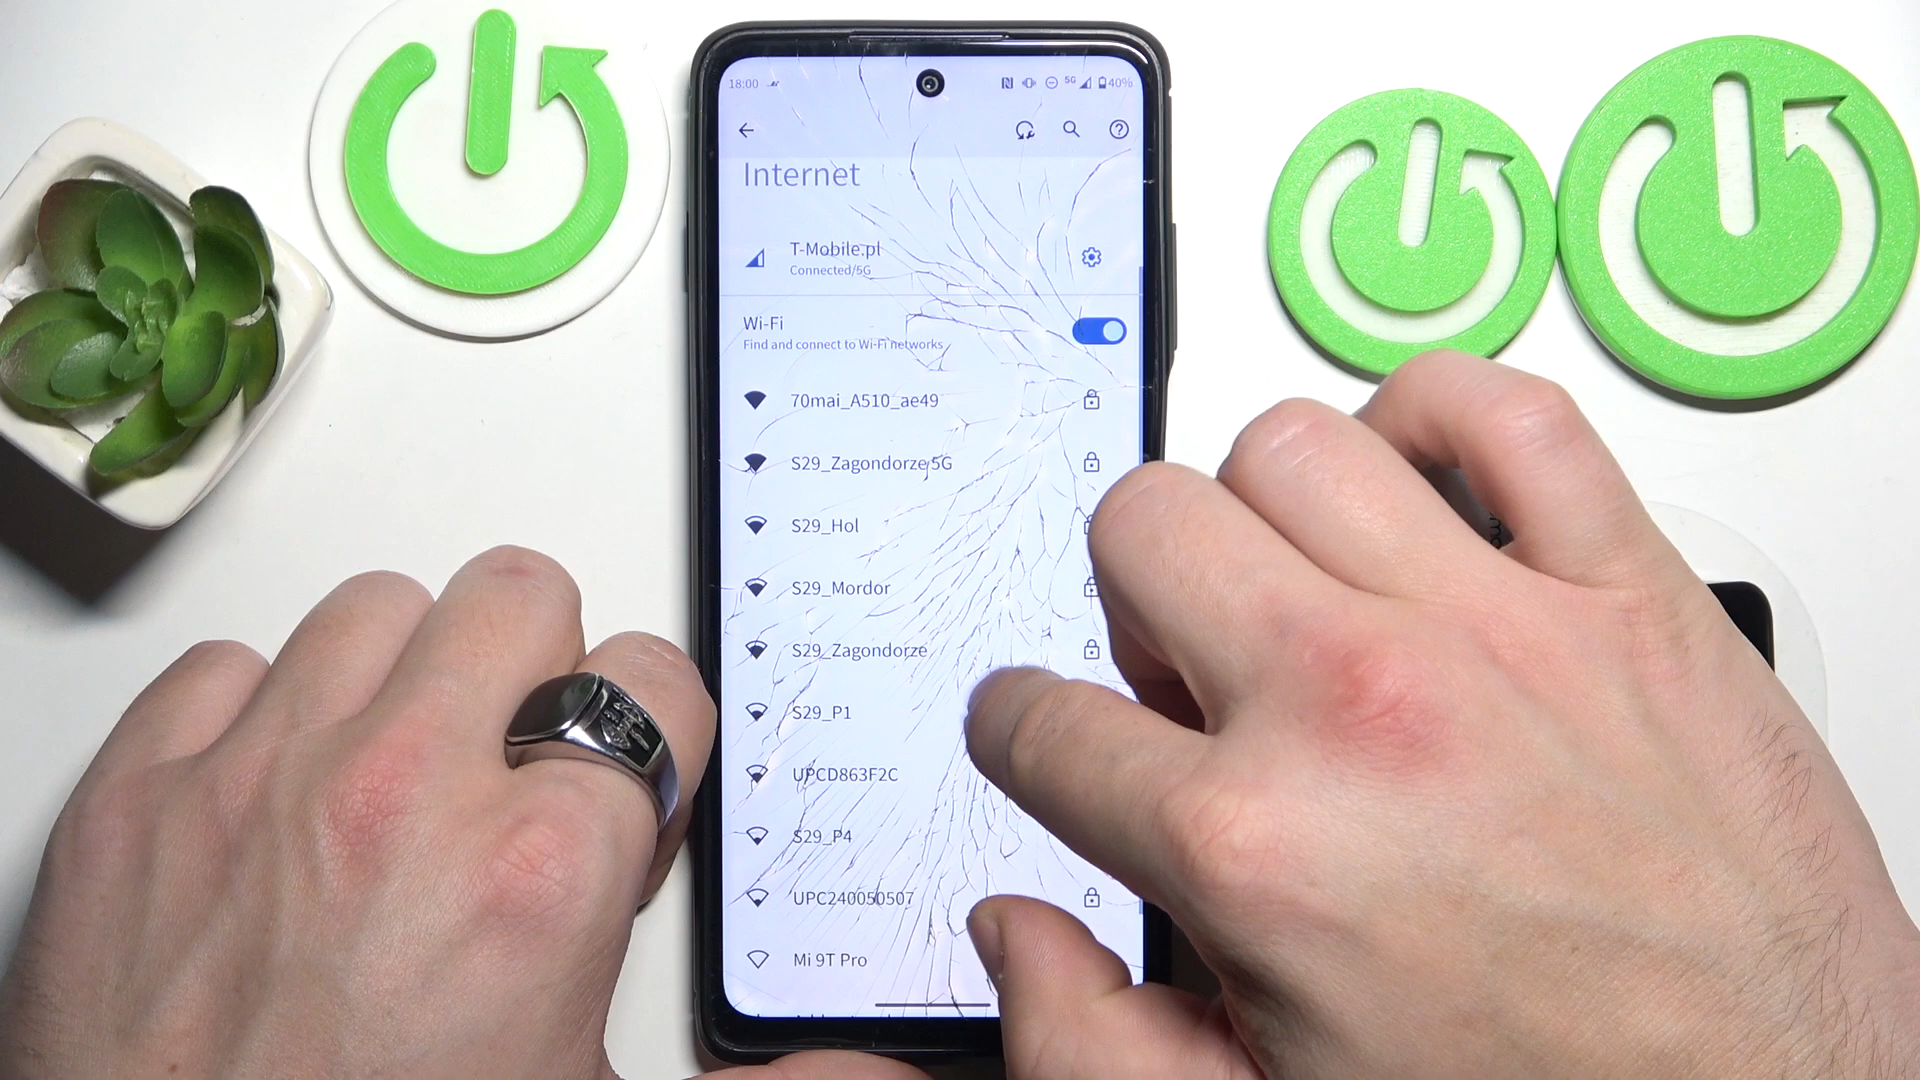 18:00
5G
40%
Internet
T-Mobile.pl
Connected/5G
Wi-Fi
Find and connect to Wi-Fi networks
70mai_A510_ae49
S29_Zagondorze 5G
S29_Hol
S29_Mordor
S29_Zagondorze
S29_P1
UPCD863F2C
S29_P4
UPC240050507
Mi 9T Pro